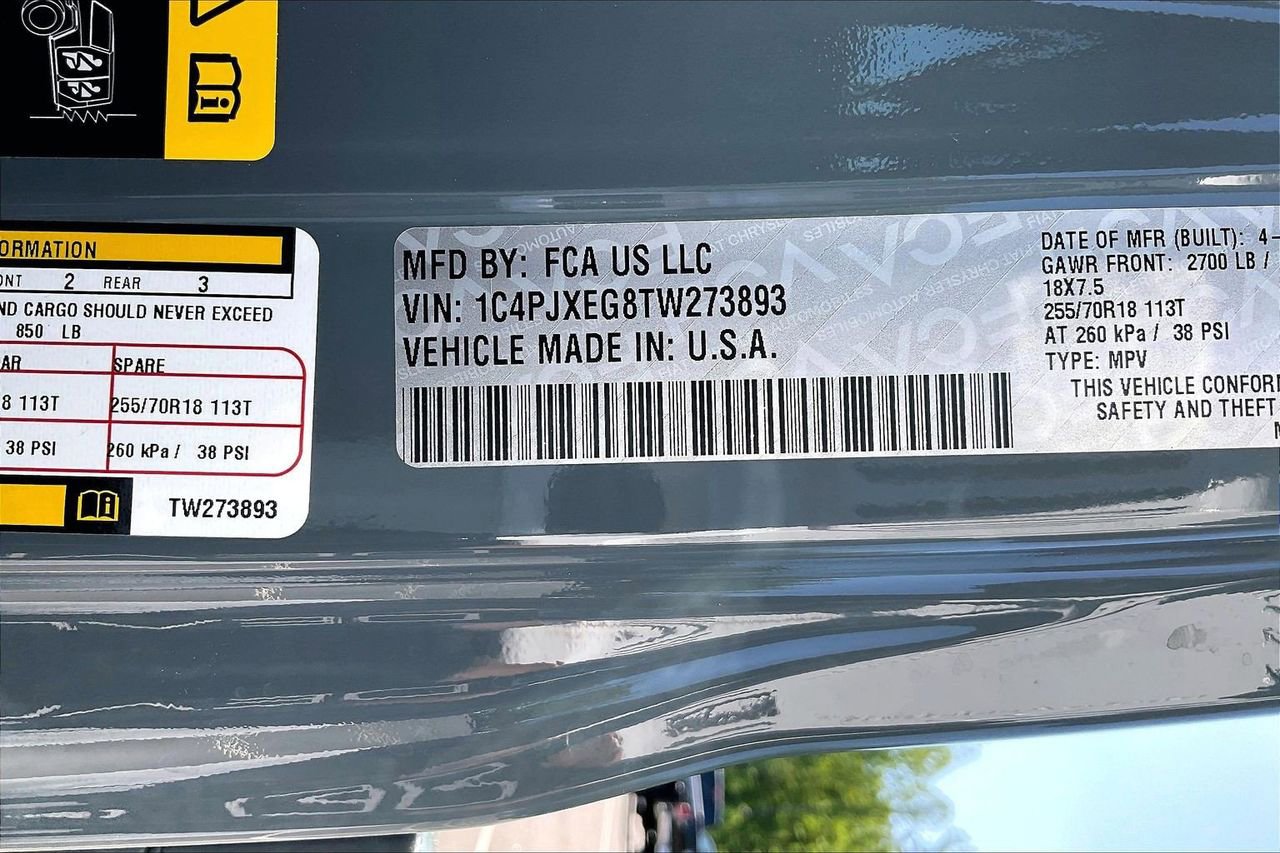 ORMATION
ONT 2 REAR 3
ND CARGO SHOULD NEVER EXCEED
850 LB
AR SPARE
8 113T 255/70R18 113T
38 PSI 260 kPa / 38 PSI
TW273893
MFD BY: FCA US LLC
VIN: 1C4PJXEG8TW273893
VEHICLE MADE IN: U.S.A.
DATE OF MFR (BUILT): 4-
GAWR FRONT: 2700 LB /
18X7.5
255/70R18 113T
AT 260 kPa / 38 PSI
TYPE: MPV
THIS VEHICLE CONFOR
SAFETY AND THEFT